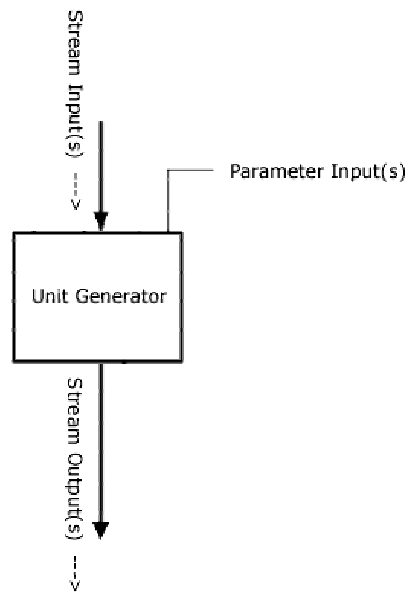 Stream Input(s) --->
Parameter Input(s)
Unit Generator
Stream Output(s) --->